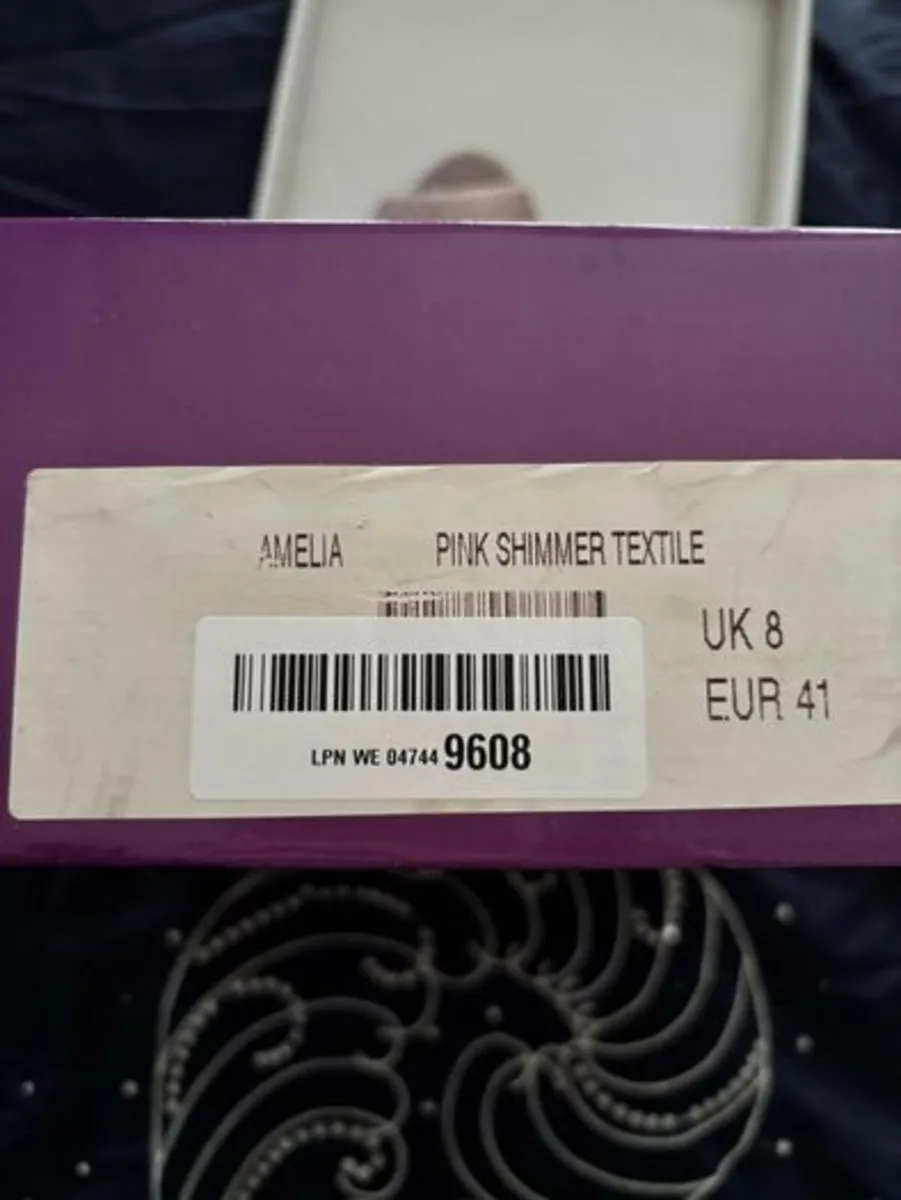 AMELIA PINK SHIMMER TEXTILE
UK 8
EUR 41
LPN WE 04744 9608